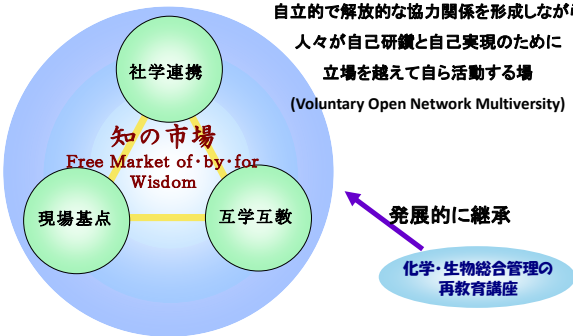 自立的で解放的な協力関係を形成しなが
人々が自己研鑽と自己実現のために
立場を越えて自ら活動する場
(Voluntary Open Network Multiversity)
社学連携
知の市場
Free Market of・by・for
Wisdom
現場基点
互学互教
発展的に継承
化学・生物総合管理の
再教育講座